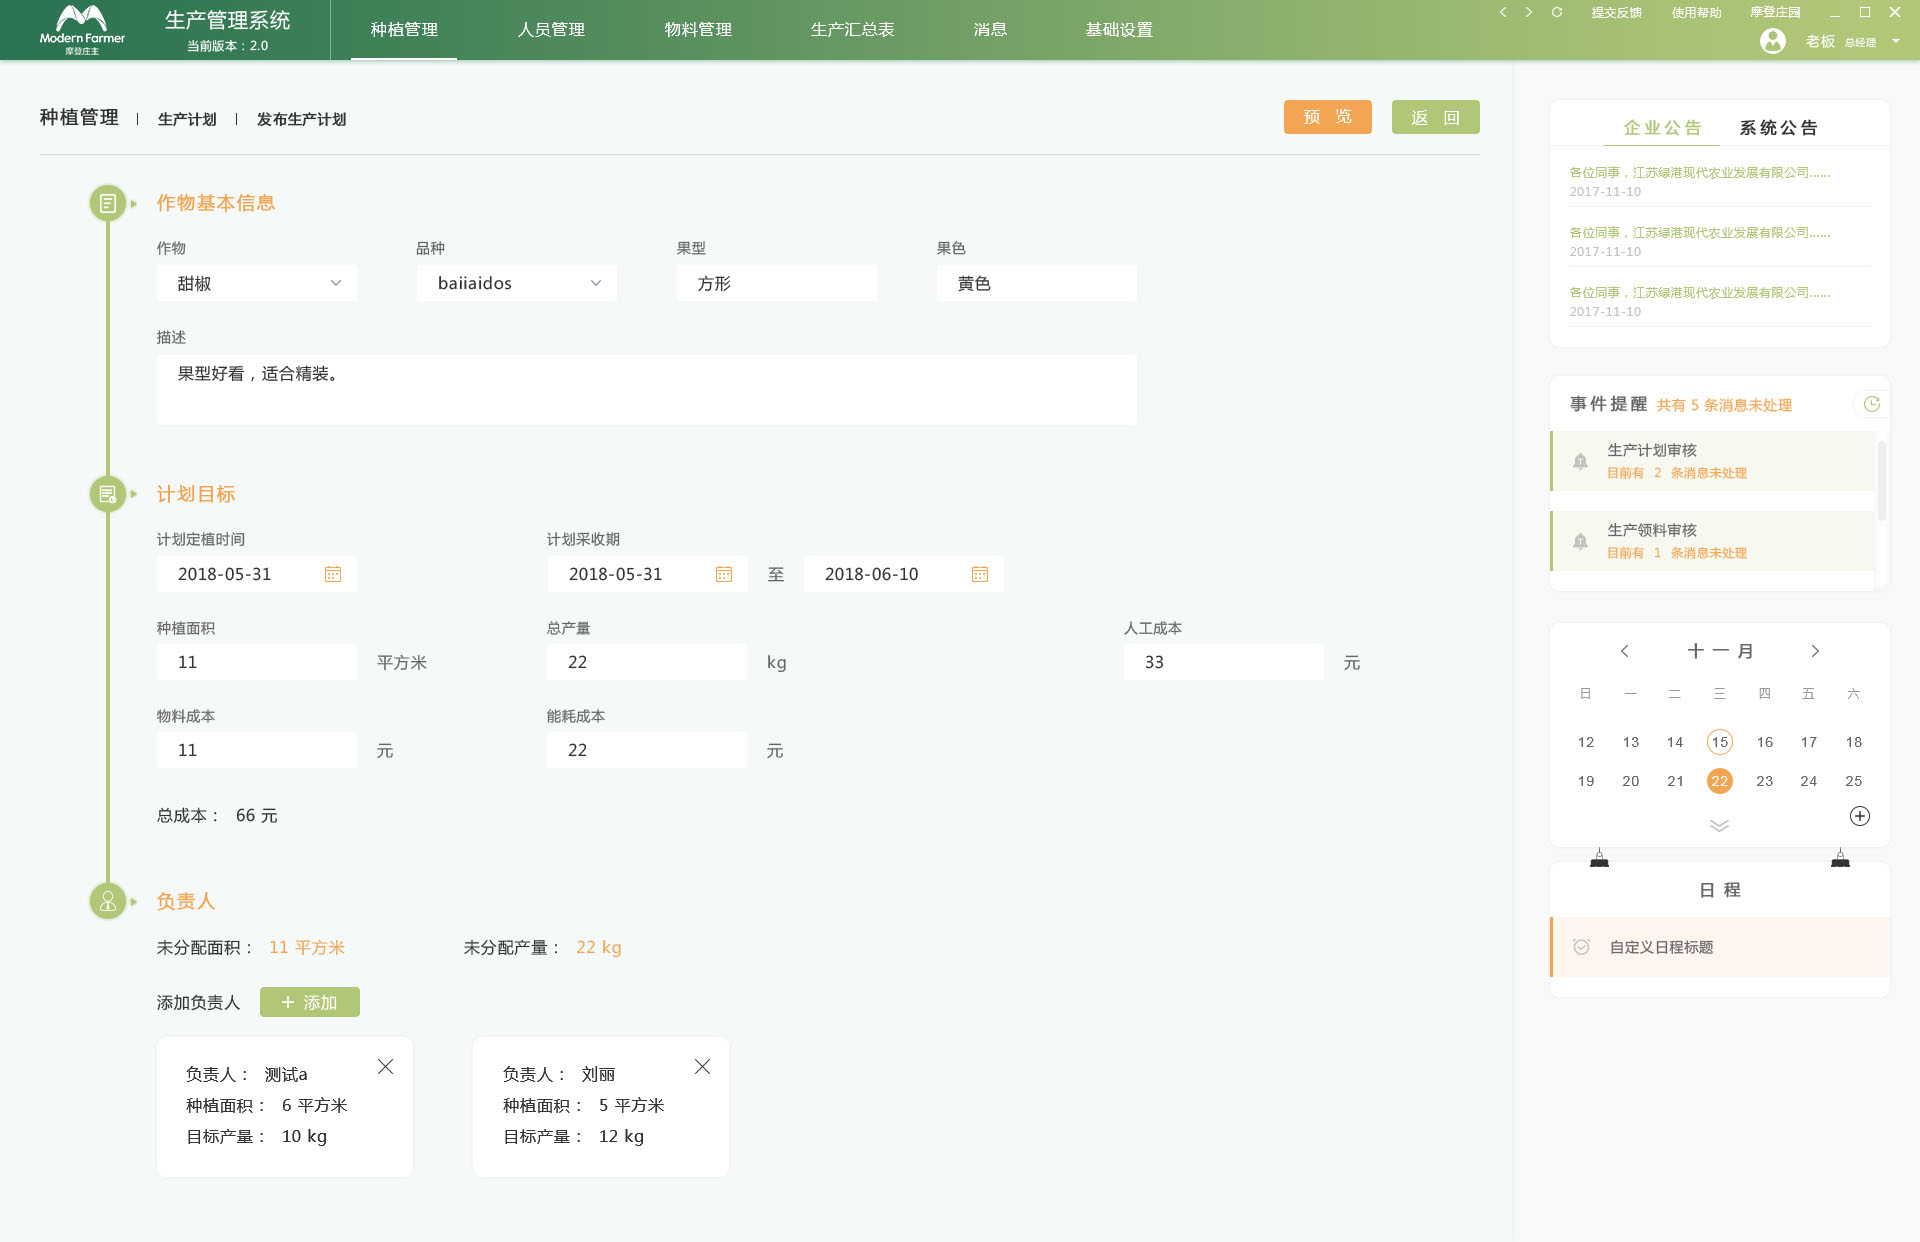 Modern Farmer
摩登庄主
生产管理系统
当前版本：2.0
种植管理 人员管理 物料管理 生产汇总表 消息 基础设置
提交反馈 使用帮助 摩登庄园
老板 总经理
种植管理 | 生产计划 | 发布生产计划
预 览 返 回
作物基本信息
作物 品种 果型 果色
甜椒 baiiaidos 方形 黄色
描述
果型好看，适合精装。
计划目标
计划定植时间 计划采收期
2018-05-31 2018-05-31 至 2018-06-10
种植面积 总产量 人工成本
11 平方米 22 kg 33 元
物料成本 能耗成本
11 元 22 元
总成本： 66 元
负责人
未分配面积： 11 平方米 未分配产量： 22 kg
添加负责人 + 添加
负责人： 测试a
种植面积： 6 平方米
目标产量： 10 kg
负责人： 刘丽
种植面积： 5 平方米
目标产量： 12 kg
企业公告 系统公告
各位同事，江苏绿港现代农业发展有限公司......
2017-11-10
各位同事，江苏绿港现代农业发展有限公司......
2017-11-10
各位同事，江苏绿港现代农业发展有限公司......
2017-11-10
事件提醒 共有 5 条消息未处理
生产计划审核
目前有 2 条消息未处理
生产领料审核
目前有 1 条消息未处理
十一月
日 一 二 三 四 五 六
12 13 14 15 16 17 18
19 20 21 22 23 24 25
日 程
自定义日程标题